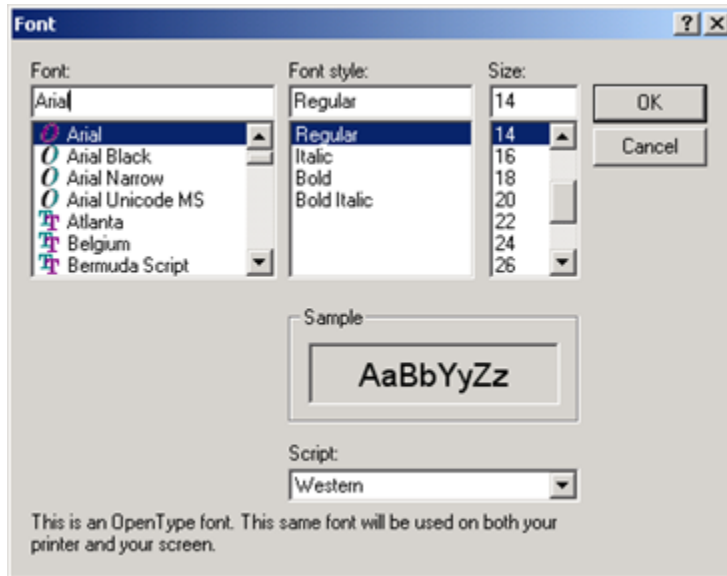 Font
Font: Font style: Size:
Arial Regular 14 OK
Arial Regular 14 Cancel
Arial Black Italic 16
Arial Narrow Bold 18
Arial Unicode MS Bold Italic 20
Atlanta 22
Belgium 24
Bermuda Script 26
Sample
AaBbYyZz
Script:
Western
This is an OpenType font. This same font will be used on both your
printer and your screen.